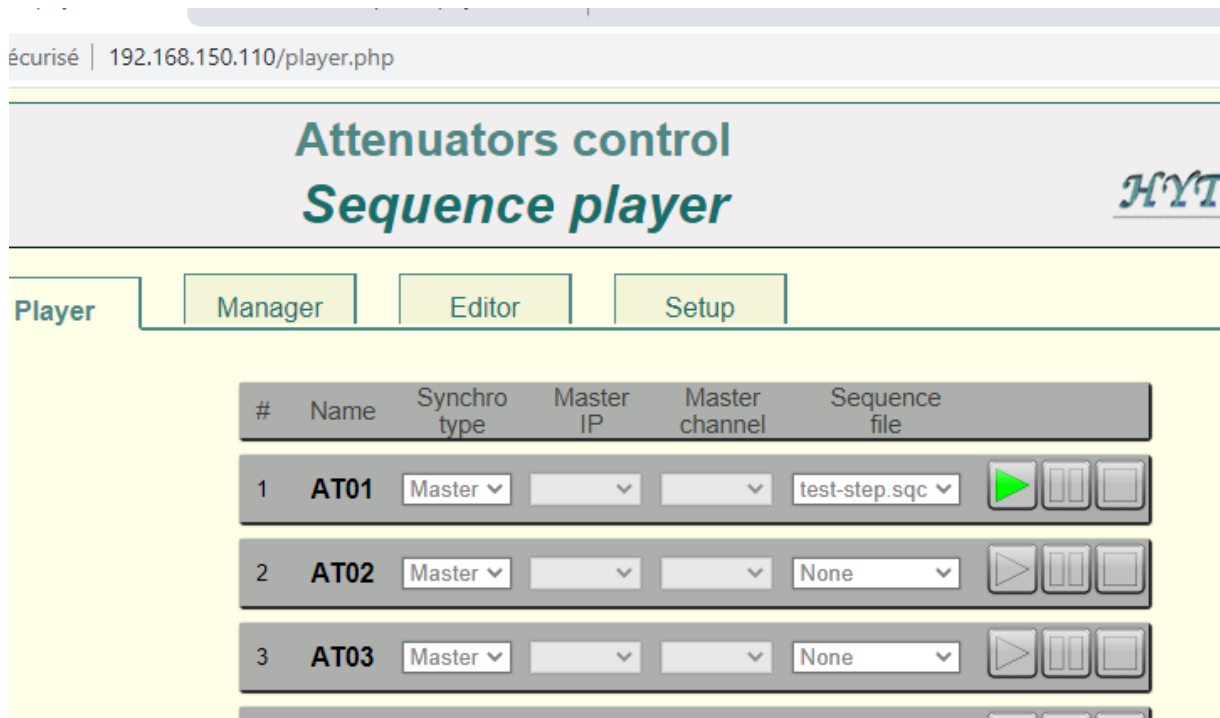 écurisé | 192.168.150.110/player.php
Attenuators control
Sequence player
HYT
Player Manager Editor Setup
# Name Synchro type Master IP Master channel Sequence file
1 AT01 Master test-step.sqc
2 AT02 Master None
3 AT03 Master None